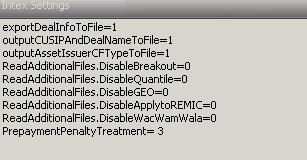 Intex Settings
exportDealInfoToFile=1
outputCUSIPAndDealNameToFile=1
outputAssetIssuerCFTypeToFile=1
ReadAdditionalFiles.DisableBreakout=0
ReadAdditionalFiles.DisableQuantile=0
ReadAdditionalFiles.DisableGEO=0
ReadAdditionalFiles.DisableApplytoREMIC=0
ReadAdditionalFiles.DisableWacWamWala=0
PrepaymentPenaltyTreatment= 3